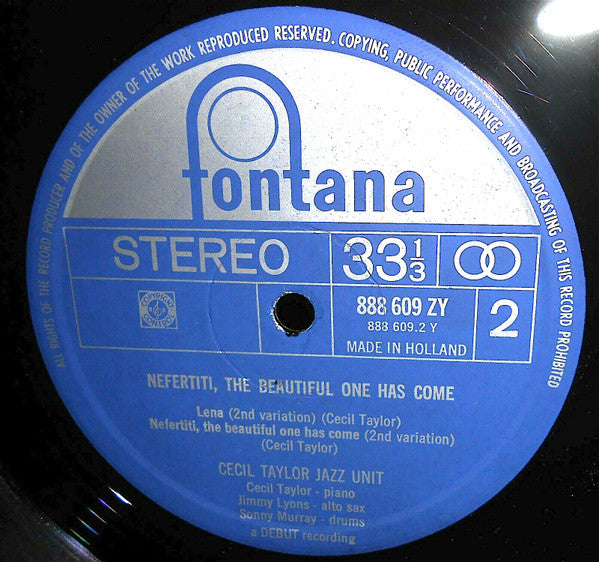 ALL RIGHTS OF THE RECORD PRODUCER AND OF THE OWNER OF THE WORK REPRODUCED RESERVED. COPYING, PUBLIC PERFORMANCE AND BROADCASTING OF THIS RECORD PROHIBITED
fontana
STEREO
33⅓
888 609 ZY
888 609.2 Y
MADE IN HOLLAND
2
NEFERTITI, THE BEAUTIFUL ONE HAS COME
Lena (2nd variation) (Cecil Taylor)
Nefertiti, the beautiful one has come (2nd variation)
(Cecil Taylor)
CECIL TAYLOR JAZZ UNIT
Cecil Taylor - piano
Jimmy Lyons - alto sax
Sonny Murray - drums
a DEBUT recording